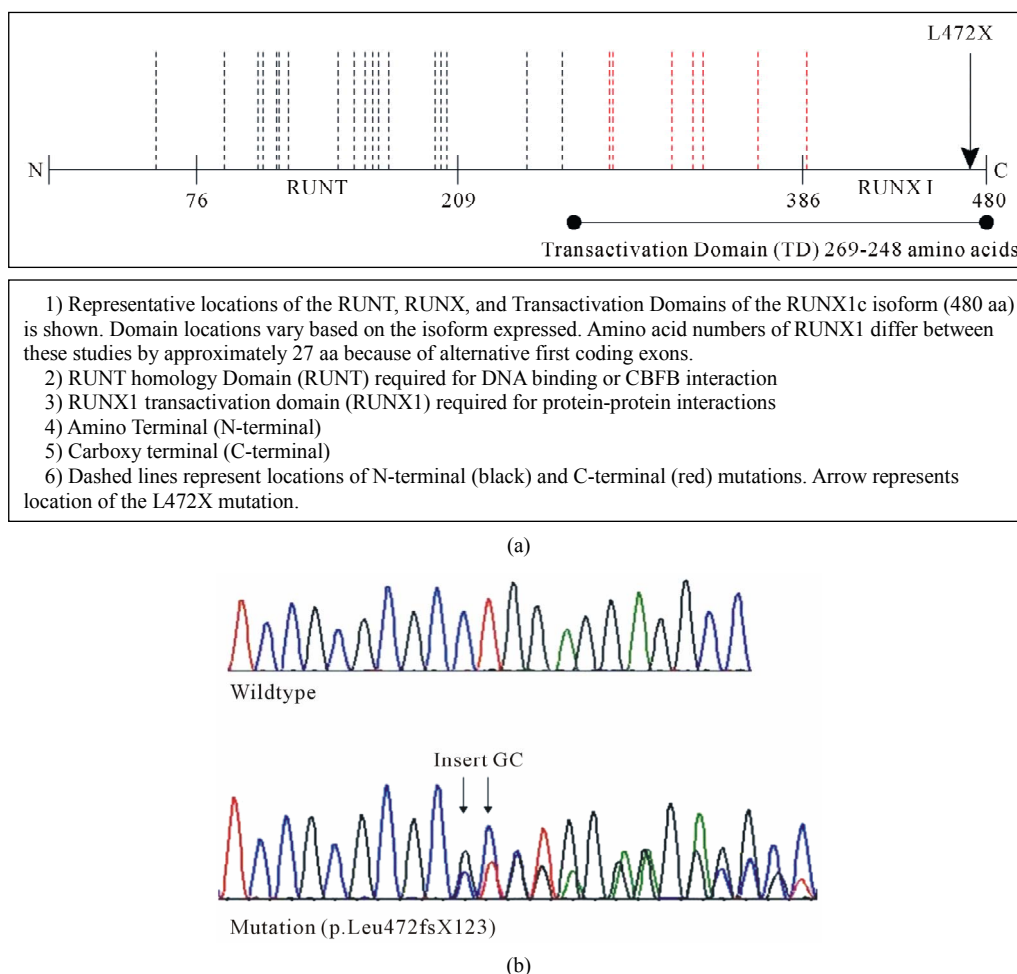 L472X
N
C
RUNT
RUNX I
76
209
386
480
Transactivation Domain (TD) 269-248 amino acids
1) Representative locations of the RUNT, RUNX, and Transactivation Domains of the RUNX1c isoform (480 aa)
is shown. Domain locations vary based on the isoform expressed. Amino acid numbers of RUNX1 differ between
these studies by approximately 27 aa because of alternative first coding exons.
2) RUNT homology Domain (RUNT) required for DNA binding or CBFB interaction
3) RUNX1 transactivation domain (RUNX1) required for protein-protein interactions
4) Amino Terminal (N-terminal)
5) Carboxy terminal (C-terminal)
6) Dashed lines represent locations of N-terminal (black) and C-terminal (red) mutations. Arrow represents
location of the L472X mutation.
(a)
Wildtype
Insert GC
Mutation (p.Leu472fsX123)
(b)